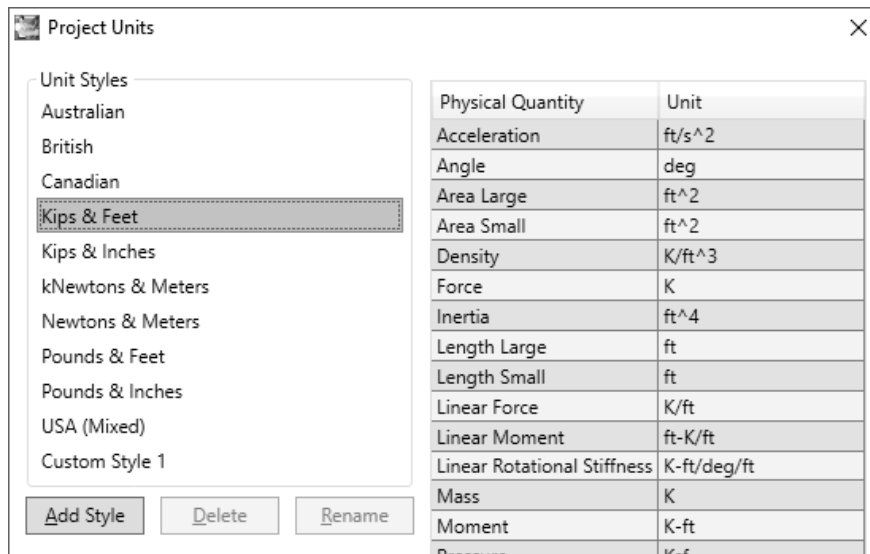 Project Units
Unit Styles
Australian
British
Canadian
Kips & Feet
Kips & Inches
kNewtons & Meters
Newtons & Meters
Pounds & Feet
Pounds & Inches
USA (Mixed)
Custom Style 1
Add Style Delete Rename
Physical Quantity Unit
Acceleration ft/s^2
Angle deg
Area Large ft^2
Area Small ft^2
Density K/ft^3
Force K
Inertia ft^4
Length Large ft
Length Small ft
Linear Force K/ft
Linear Moment ft-K/ft
Linear Rotational Stiffness K-ft/deg/ft
Mass K
Moment K-ft